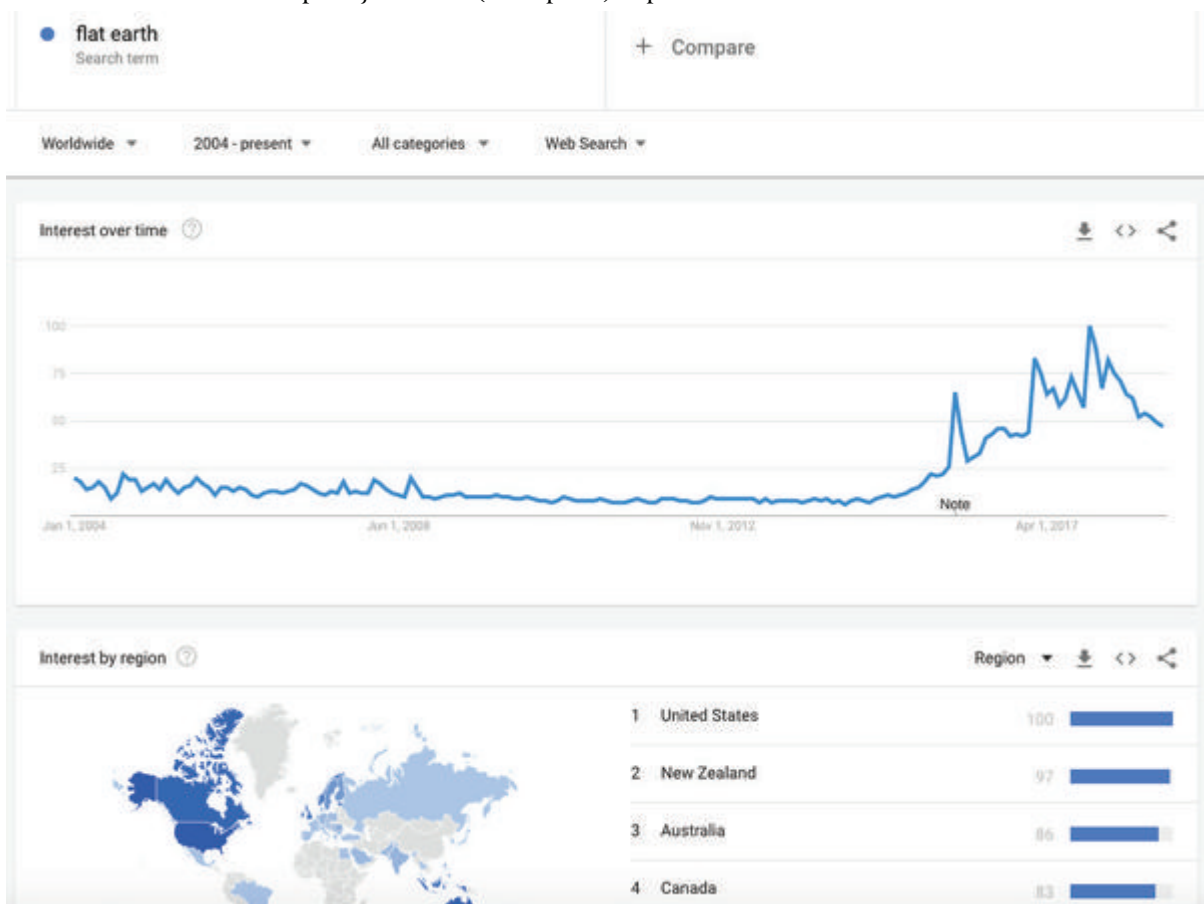 flat earth
Search term
+ Compare
Worldwide
2004 - present
All categories
Web Search
Interest over time
100
75
50
25
Note
Jan 1, 2004
Jun 1, 2008
Nov 1, 2012
Apr 1, 2017
Interest by region
Region
1 United States 100
2 New Zealand 97
3 Australia 86
4 Canada 83